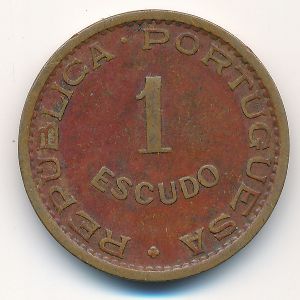 REPUBLICA · PORTUGUESA ·
1
ESCUDO